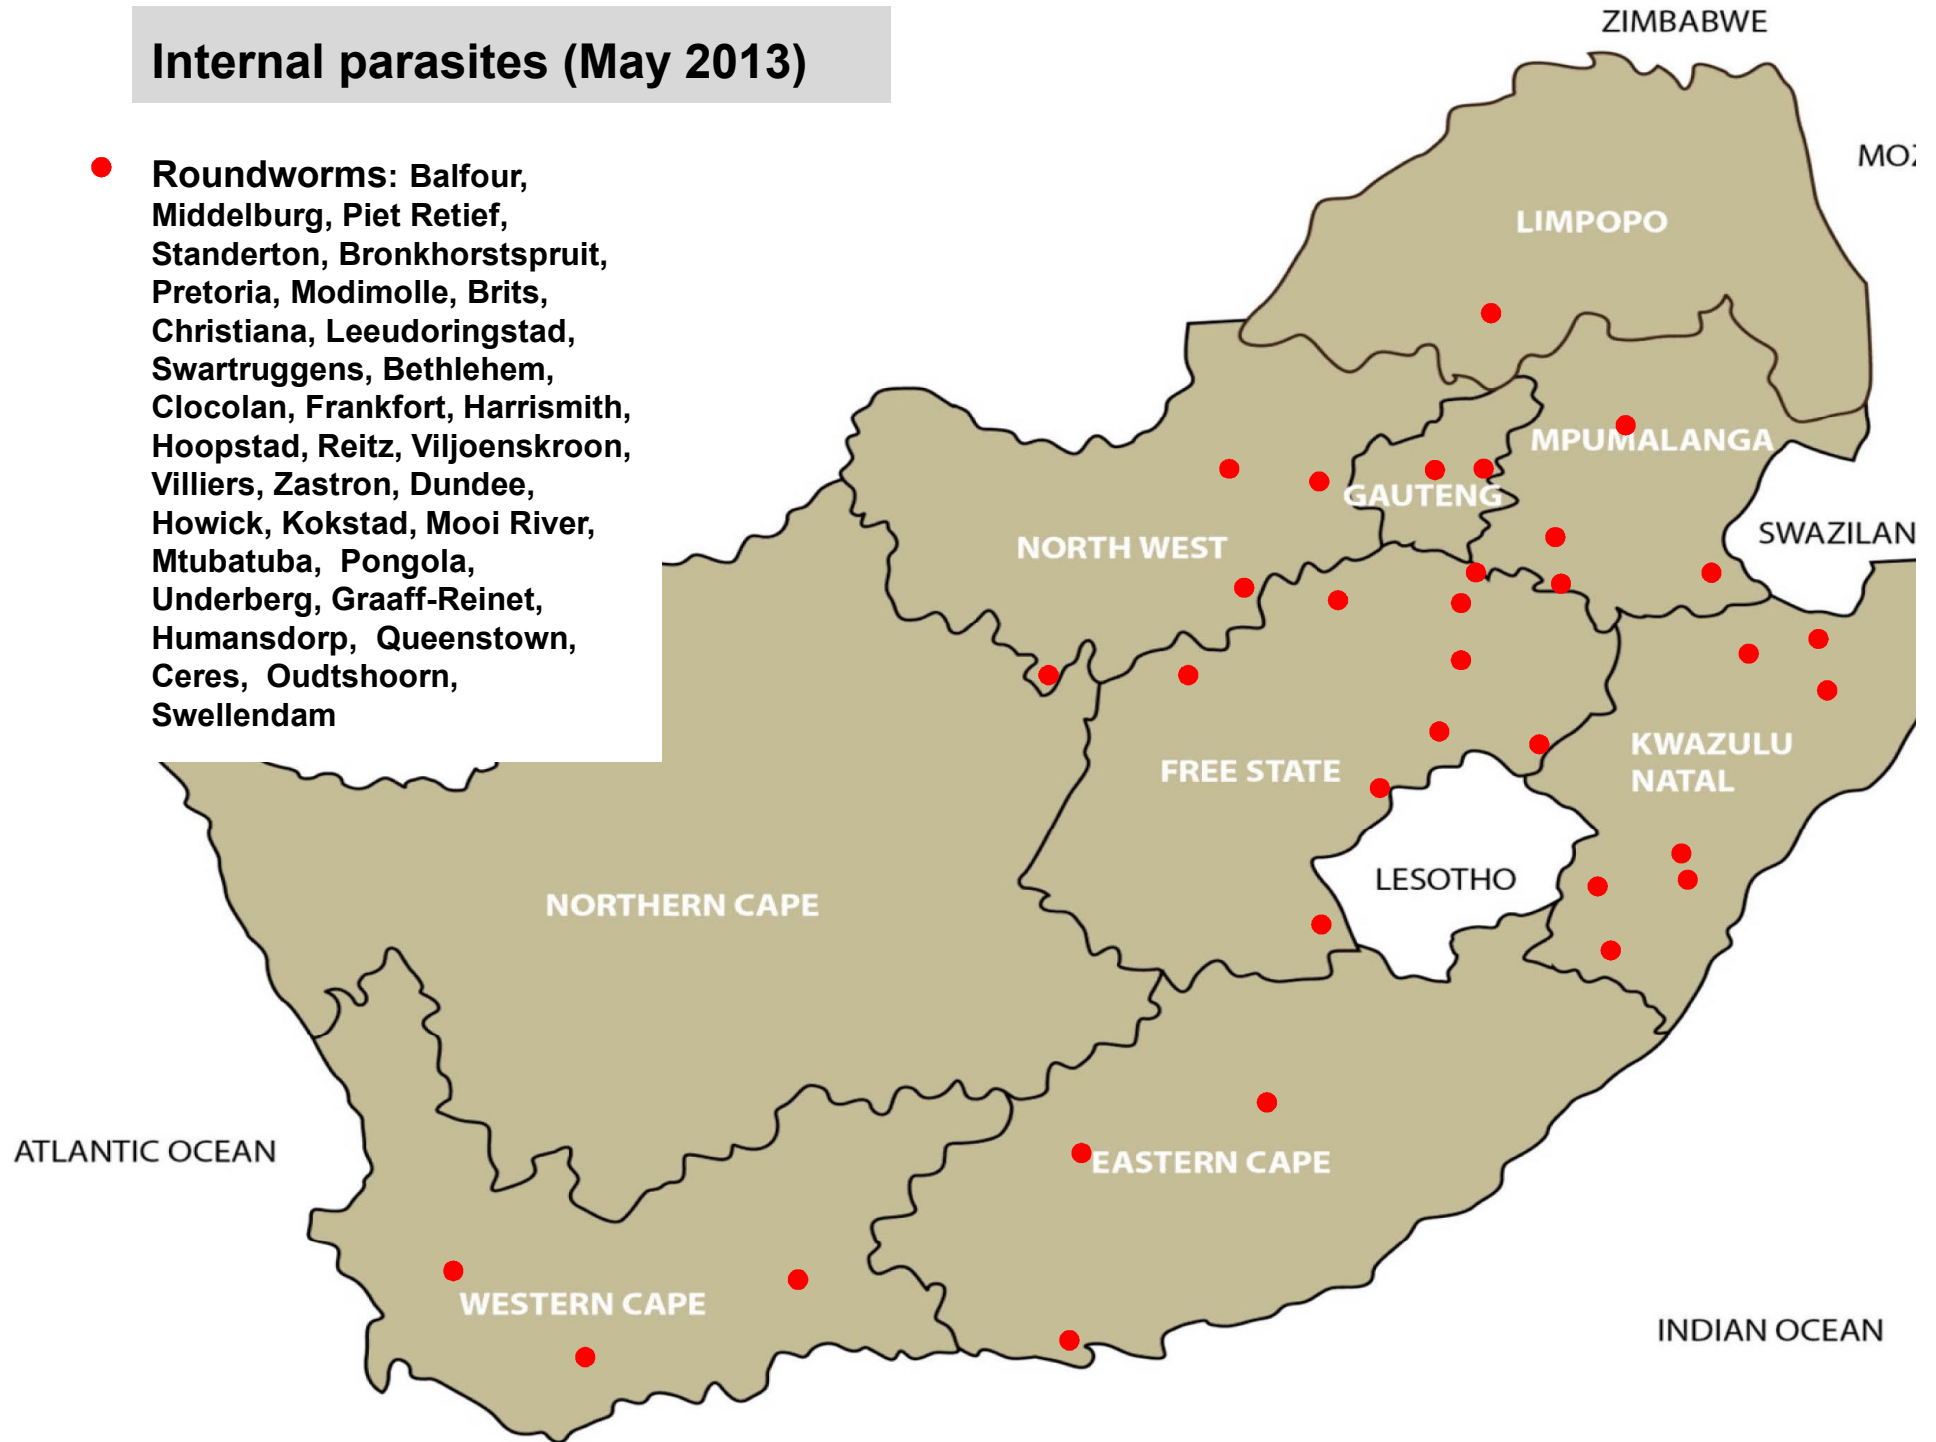 Internal parasites (May 2013)
Roundworms: Balfour,
Middelburg, Piet Retief,
Standerton, Bronkhorstspruit,
Pretoria, Modimolle, Brits,
Christiana, Leeudoringstad,
Swartruggens, Bethlehem,
Clocolan, Frankfort, Harrismith,
Hoopstad, Reitz, Viljoenskroon,
Villiers, Zastron, Dundee,
Howick, Kokstad, Mooi River,
Mtubatuba, Pongola,
Underberg, Graaff-Reinet,
Humansdorp, Queenstown,
Ceres, Oudtshoorn,
Swellendam
ZIMBABWE
MOZ
LIMPOPO
MPUMALANGA
GAUTENG
SWAZILAN
NORTH WEST
KWAZULU
NATAL
FREE STATE
LESOTHO
NORTHERN CAPE
ATLANTIC OCEAN
EASTERN CAPE
WESTERN CAPE
INDIAN OCEAN